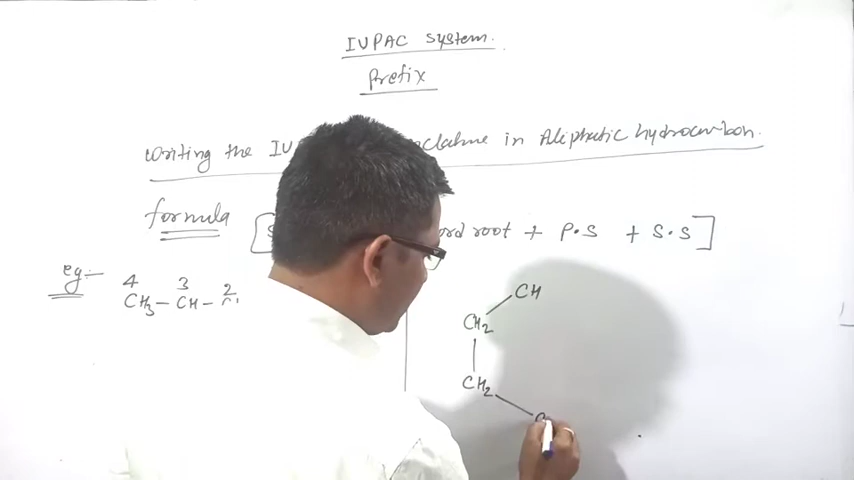 IUPAC system.
Prefix
Writing the IU nclature in Aliphatic hydrocarbon.
formula [ ord root + P.S + S.S]
eg:- 4 3 2
CH3 - CH -
CH
CH2
CH2